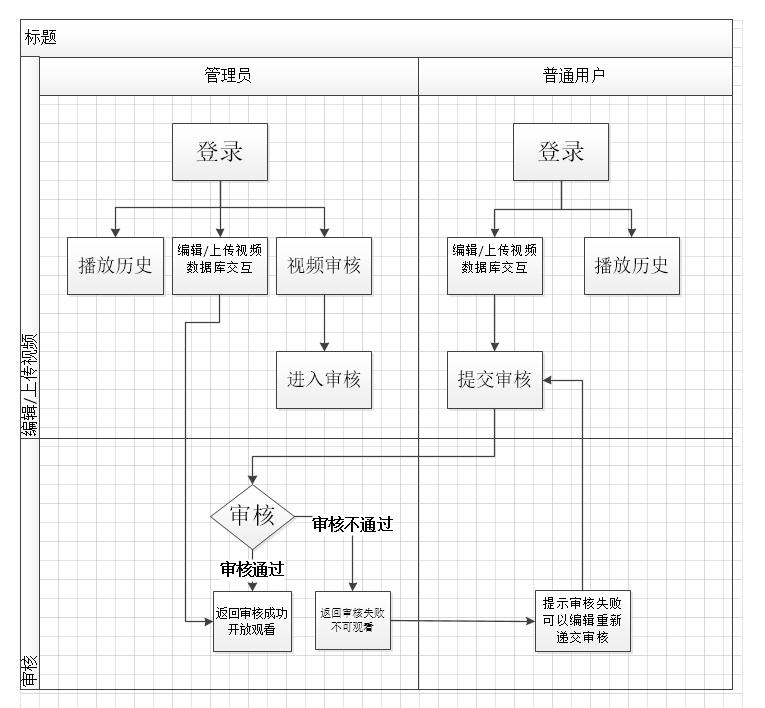 标题
管理员
普通用户
登录
登录
播放历史
编辑/上传视频
数据库交互
视频审核
编辑/上传视频
数据库交互
播放历史
进入审核
提交审核
编辑/上传视频
审核
审核不通过
审核通过
返回审核成功
开放观看
返回审核失败
不可观看
提示审核失败
可以编辑重新
递交审核
审核